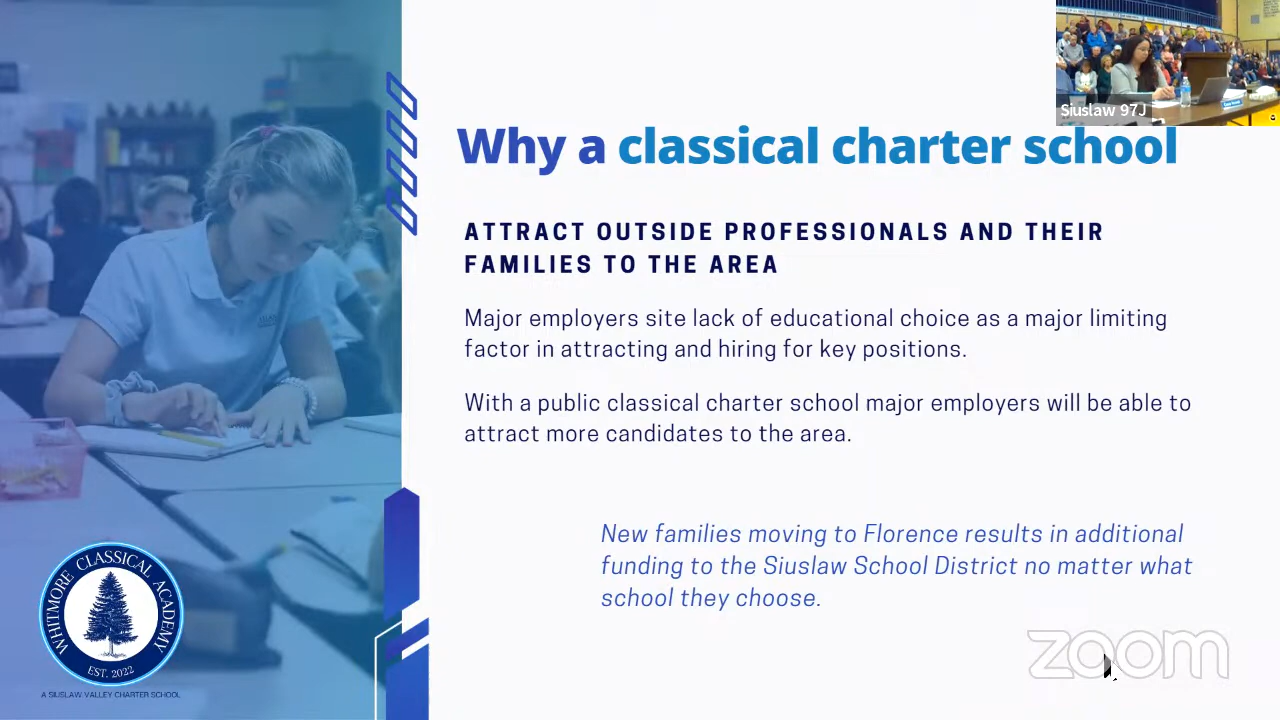 Siuslaw 97J
Why a classical charter school
ATTRACT OUTSIDE PROFESSIONALS AND THEIR
FAMILIES TO THE AREA
Major employers site lack of educational choice as a major limiting
factor in attracting and hiring for key positions.
With a public classical charter school major employers will be able to
attract more candidates to the area.
New families moving to Florence results in additional
funding to the Siuslaw School District no matter what
school they choose.
WHITMORE CLASSICAL ACADEMY
EST. 2022
A SIUSLAW VALLEY CHARTER SCHOOL
zoom